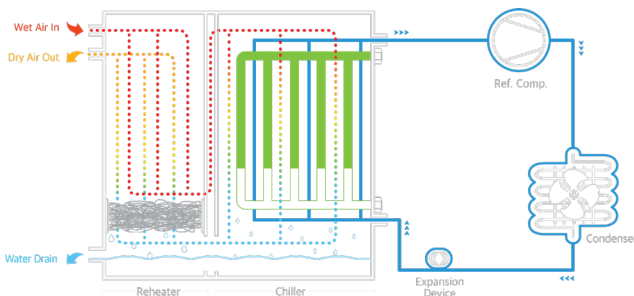 Wet Air In
Dry Air Out
Water Drain
Reheater
Chiller
Ref. Comp.
Condense
Expansion
Device